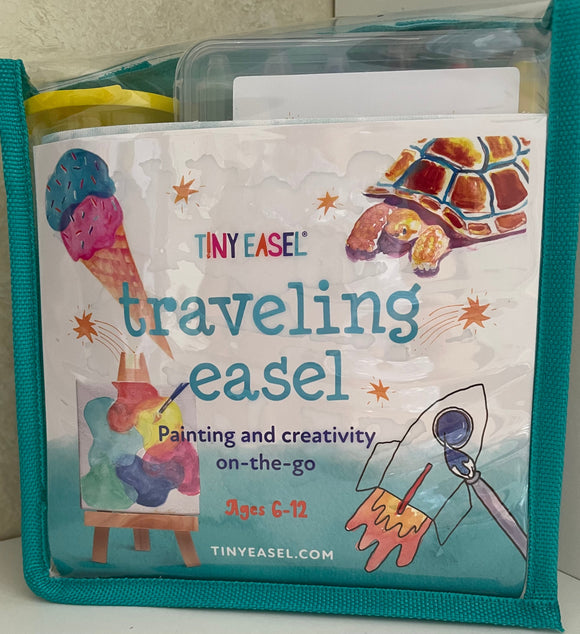 TINY EASEL®
traveling
easel
Painting and creativity
on-the-go
Ages 6-12
TINYEASEL.COM